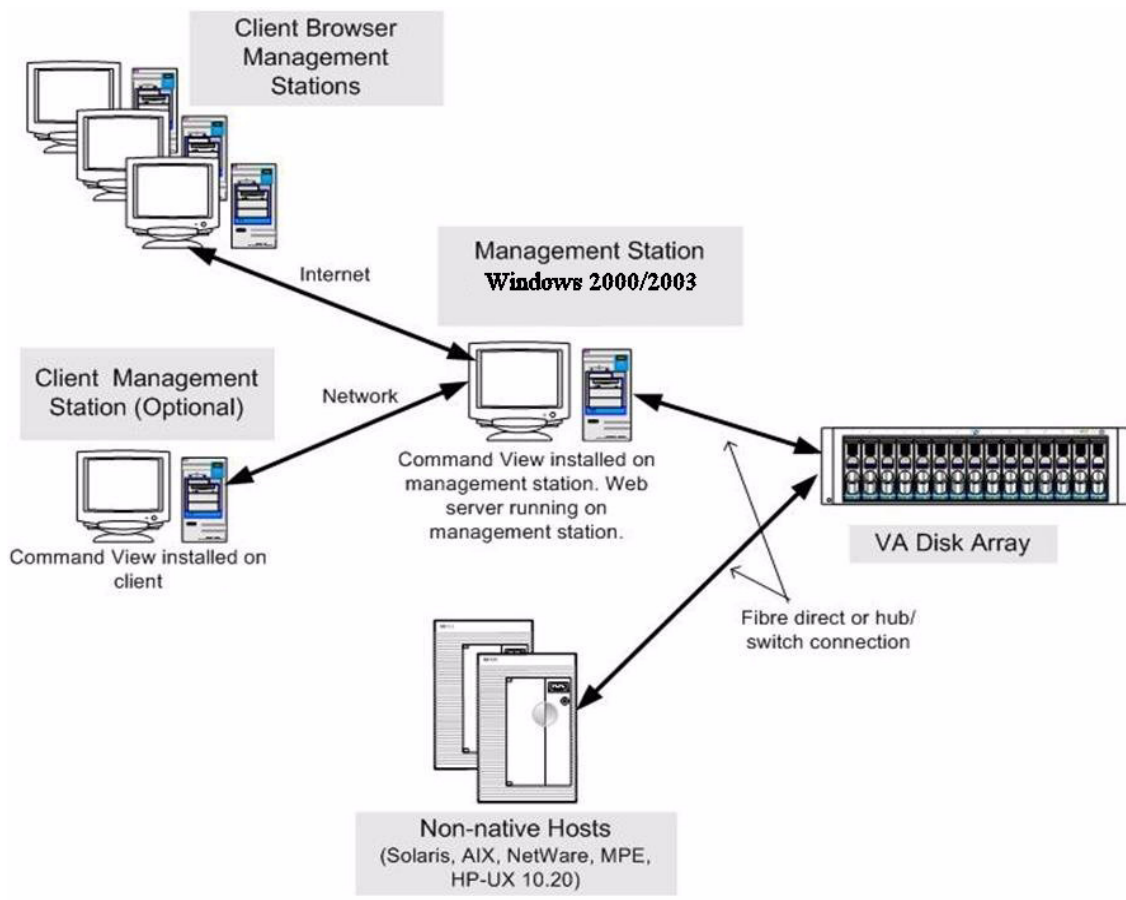 Client Browser
Management
Stations
Internet
Management Station
Windows 2000/2003
Client Management
Station (Optional)
Network
Command View installed on
management station. Web
server running on
management station.
Command View installed on
client
VA Disk Array
Fibre direct or hub/
switch connection
Non-native Hosts
(Solaris, AIX, NetWare, MPE,
HP-UX 10.20)